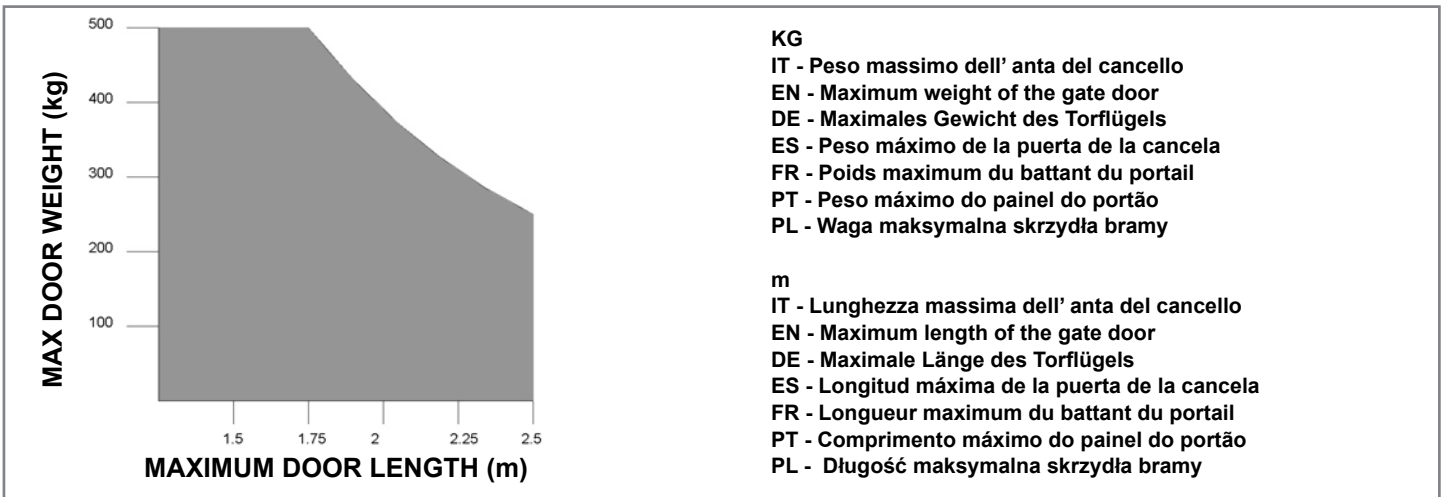 500
400
300
200
100
MAX DOOR WEIGHT (kg)
1.5 1.75 2 2.25 2.5
MAXIMUM DOOR LENGTH (m)
KG
IT - Peso massimo dell’ anta del cancello
EN - Maximum weight of the gate door
DE - Maximales Gewicht des Torflügels
ES - Peso máximo de la puerta de la cancela
FR - Poids maximum du battant du portail
PT - Peso máximo do painel do portão
PL - Waga maksymalna skrzydła bramy
m
IT - Lunghezza massima dell’ anta del cancello
EN - Maximum length of the gate door
DE - Maximale Länge des Torflügels
ES - Longitud máxima de la puerta de la cancela
FR - Longueur maximum du battant du portail
PT - Comprimento máximo do painel do portão
PL - Długość maksymalna skrzydła bramy